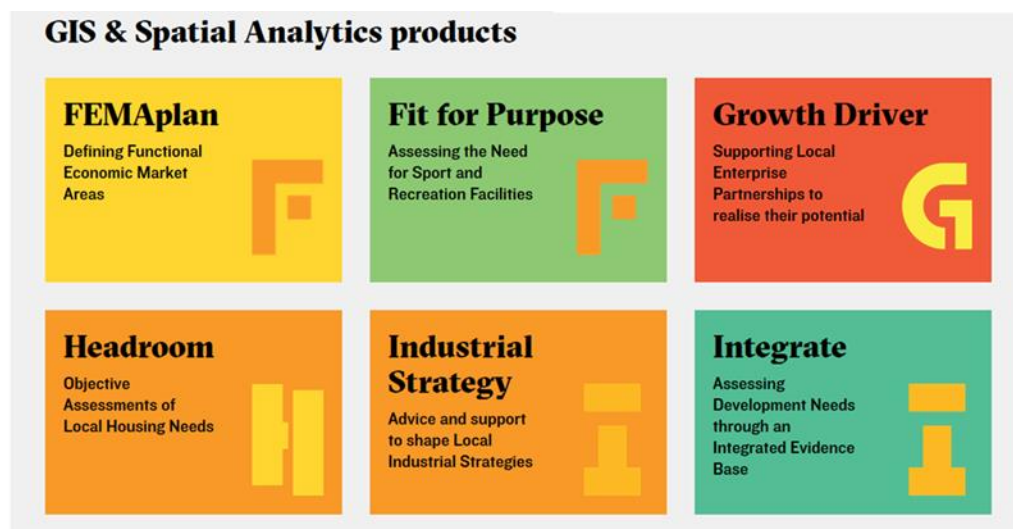 GIS & Spatial Analytics products
FEMAplan
Defining Functional
Economic Market
Areas
F
Fit for Purpose
Assessing the Need
for Sport and
Recreation Facilities
F
Growth Driver
Supporting Local
Enterprise
Partnerships to
realise their potential
G
Headroom
Objective
Assessments of
Local Housing Needs
H
Industrial
Strategy
Advice and support
to shape Local
Industrial Strategies
i
Integrate
Assessing
Development Needs
through an
Integrated Evidence
Base
i